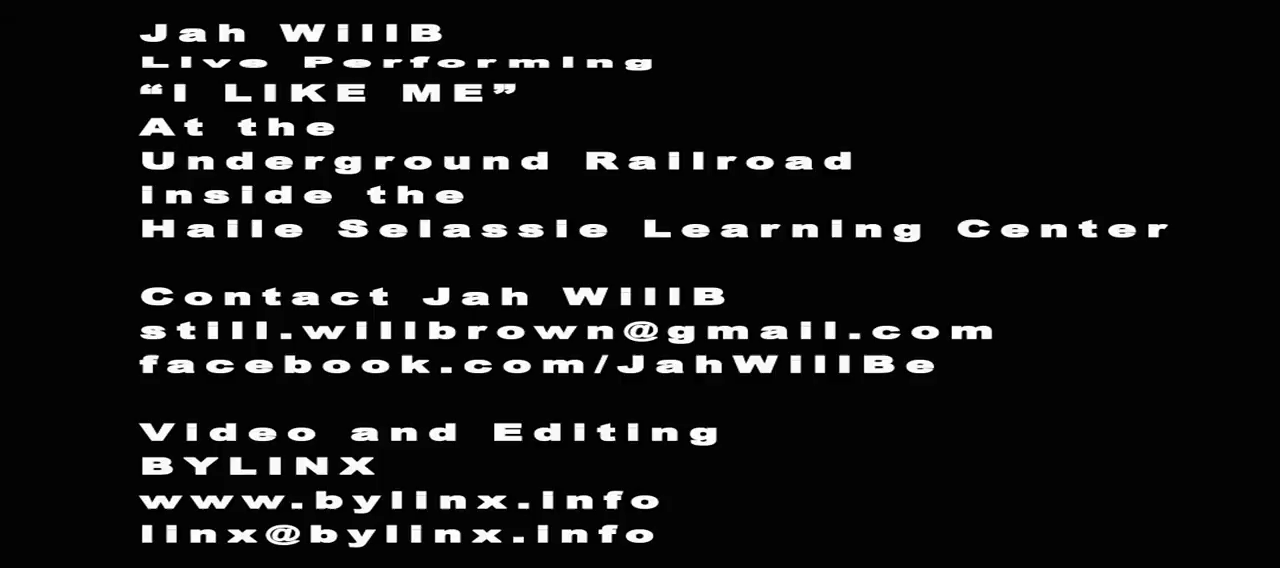 Jah WillB
Live Performing
“I LIKE ME”
At the
Underground Railroad
inside the
Haile Selassie Learning Center
Contact Jah WillB
still.willbrown@gmail.com
facebook.com/JahWillBe
Video and Editing
BYLINX
www.bylinx.info
linx@bylinx.info